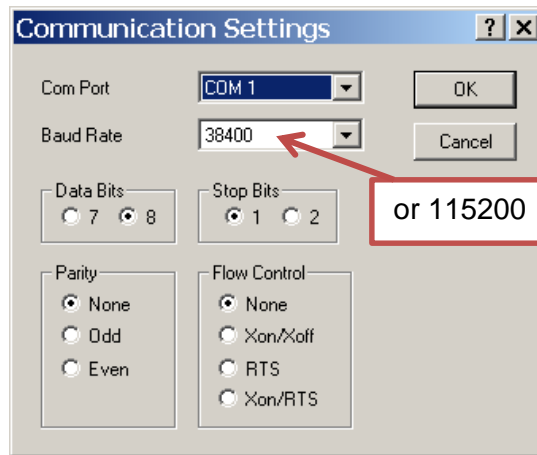 Communication Settings ? ×
Com Port COM 1 OK
Baud Rate 38400 Cancel
or 115200
Data Bits
7 8
Stop Bits
1 2
Parity
None
Odd
Even
Flow Control
None
Xon/Xoff
RTS
Xon/RTS